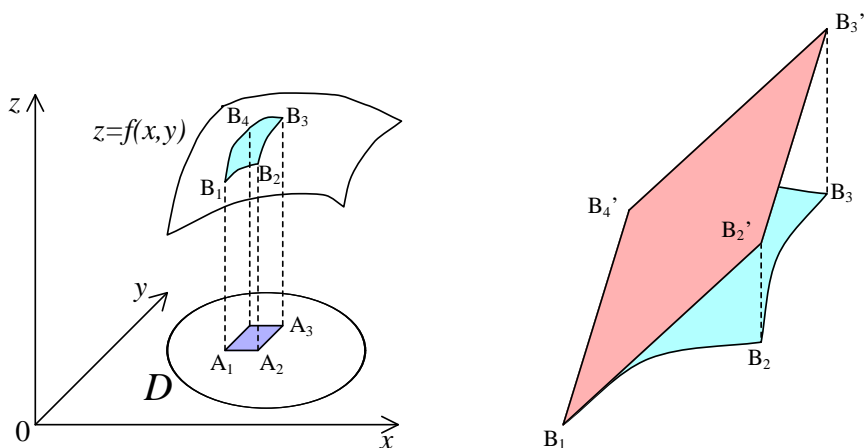 z
z=f(x,y)
B4
B3
B1
B2
y
A3
A1
A2
D
0
x
B3’
B3
B4’
B2’
B2
B1